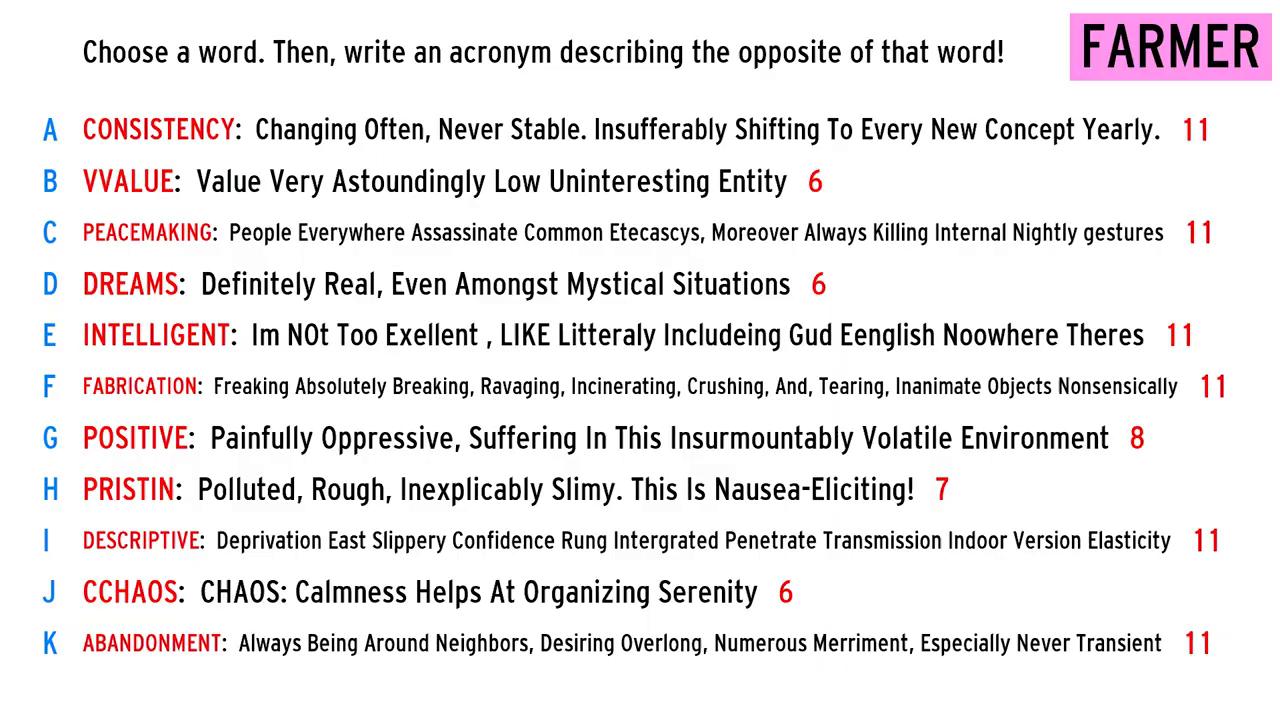 Choose a word. Then, write an acronym describing the opposite of that word!
FARMER
A CONSISTENCY: Changing Often, Never Stable. Insufferably Shifting To Every New Concept Yearly. 11
B VVALUE: Value Very Astoundingly Low Uninteresting Entity 6
C PEACEMAKING: People Everywhere Assassinate Common Etecascys, Moreover Always Killing Internal Nightly gestures 11
D DREAMS: Definitely Real, Even Amongst Mystical Situations 6
E INTELLIGENT: Im NOt Too Exellent , LIKE Litteraly Includeing Gud Eenglish Noowhere Theres 11
F FABRICATION: Freaking Absolutely Breaking, Ravaging, Incinerating, Crushing, And, Tearing, Inanimate Objects Nonsensically 11
G POSITIVE: Painfully Oppressive, Suffering In This Insurmountably Volatile Environment 8
H PRISTIN: Polluted, Rough, Inexplicably Slimy. This Is Nausea-Eliciting! 7
I DESCRIPTIVE: Deprivation East Slippery Confidence Rung Intergrated Penetrate Transmission Indoor Version Elasticity 11
J CCHAOS: CHAOS: Calmness Helps At Organizing Serenity 6
K ABANDONMENT: Always Being Around Neighbors, Desiring Overlong, Numerous Merriment, Especially Never Transient 11